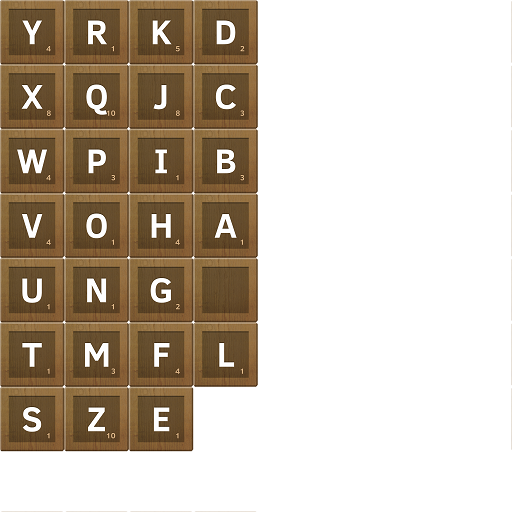 Y4 R1 K5 D2
X8 Q10 J8 C3
W4 P3 I1 B3
V4 O1 H4 A1
U1 N1 G2
T1 M3 F4 L1
S1 Z10 E1